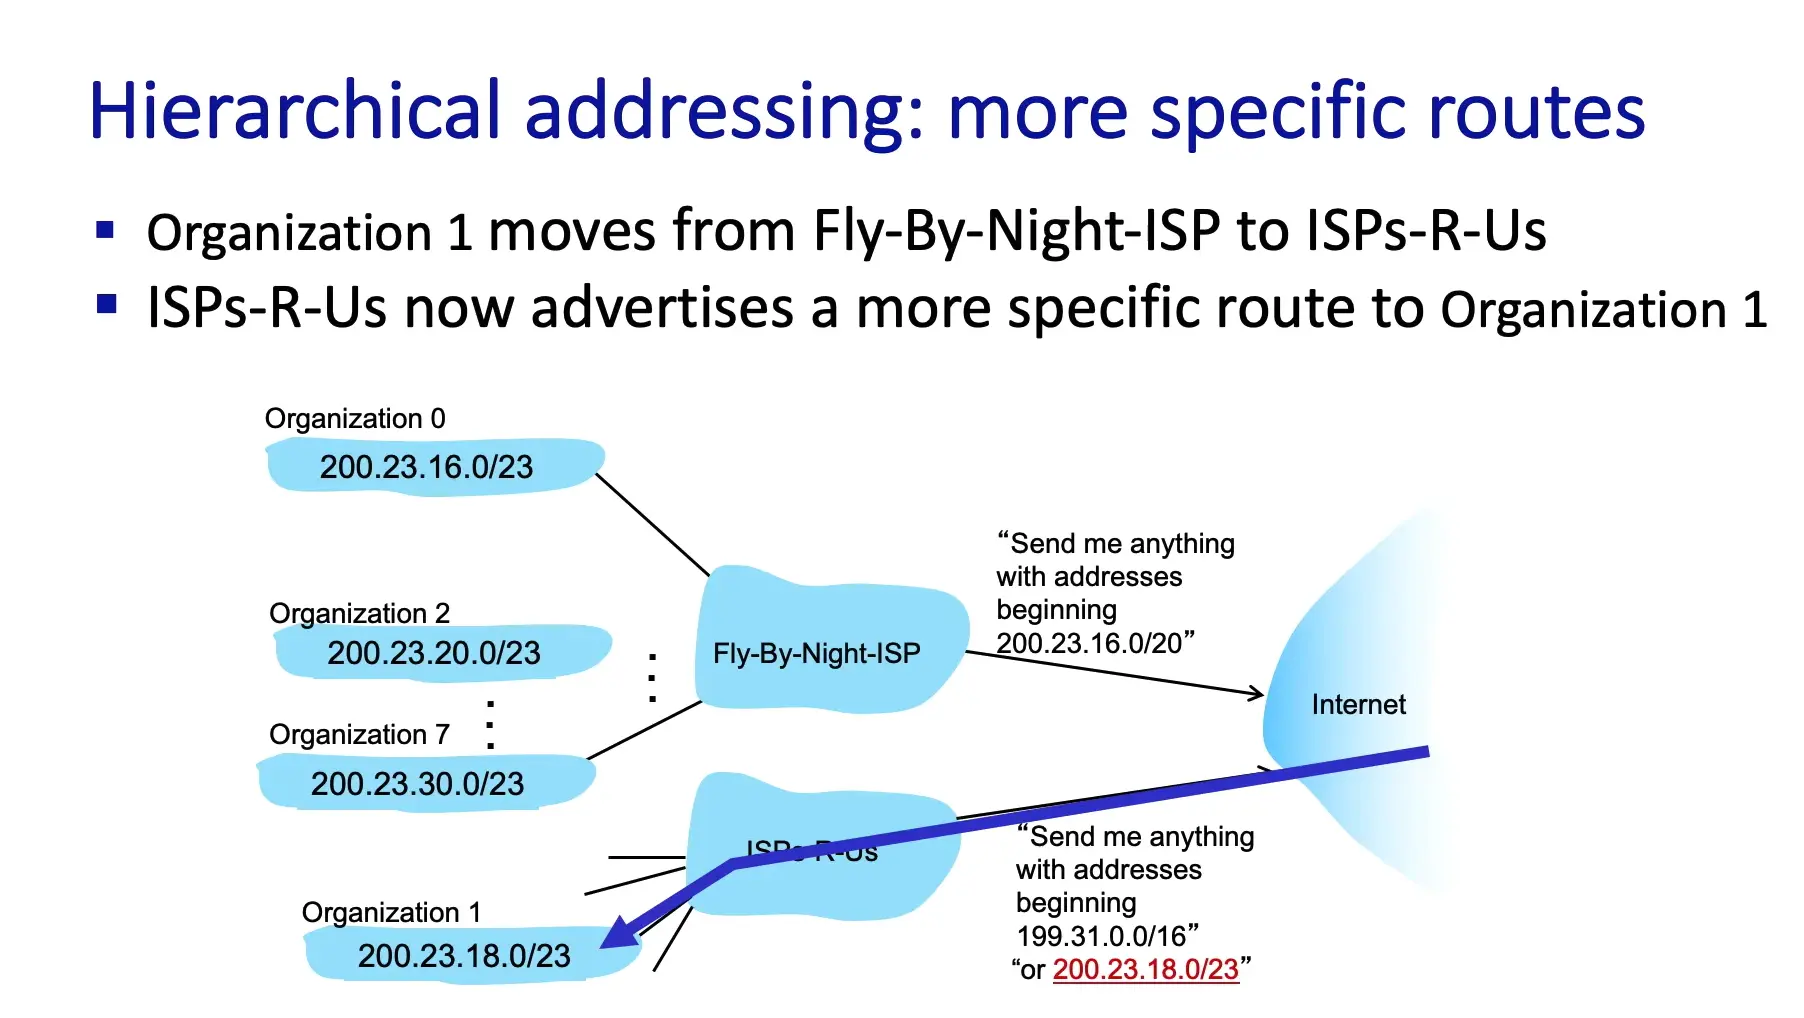 Hierarchical addressing: more specific routes
▪ Organization 1 moves from Fly-By-Night-ISP to ISPs-R-Us
▪ ISPs-R-Us now advertises a more specific route to Organization 1
Organization 0
200.23.16.0/23
Organization 2
200.23.20.0/23
Organization 7
200.23.30.0/23
Organization 1
200.23.18.0/23
Fly-By-Night-ISP
ISPs-R-Us
“Send me anything
with addresses
beginning
200.23.16.0/20”
Internet
“Send me anything
with addresses
beginning
199.31.0.0/16”
“or 200.23.18.0/23”